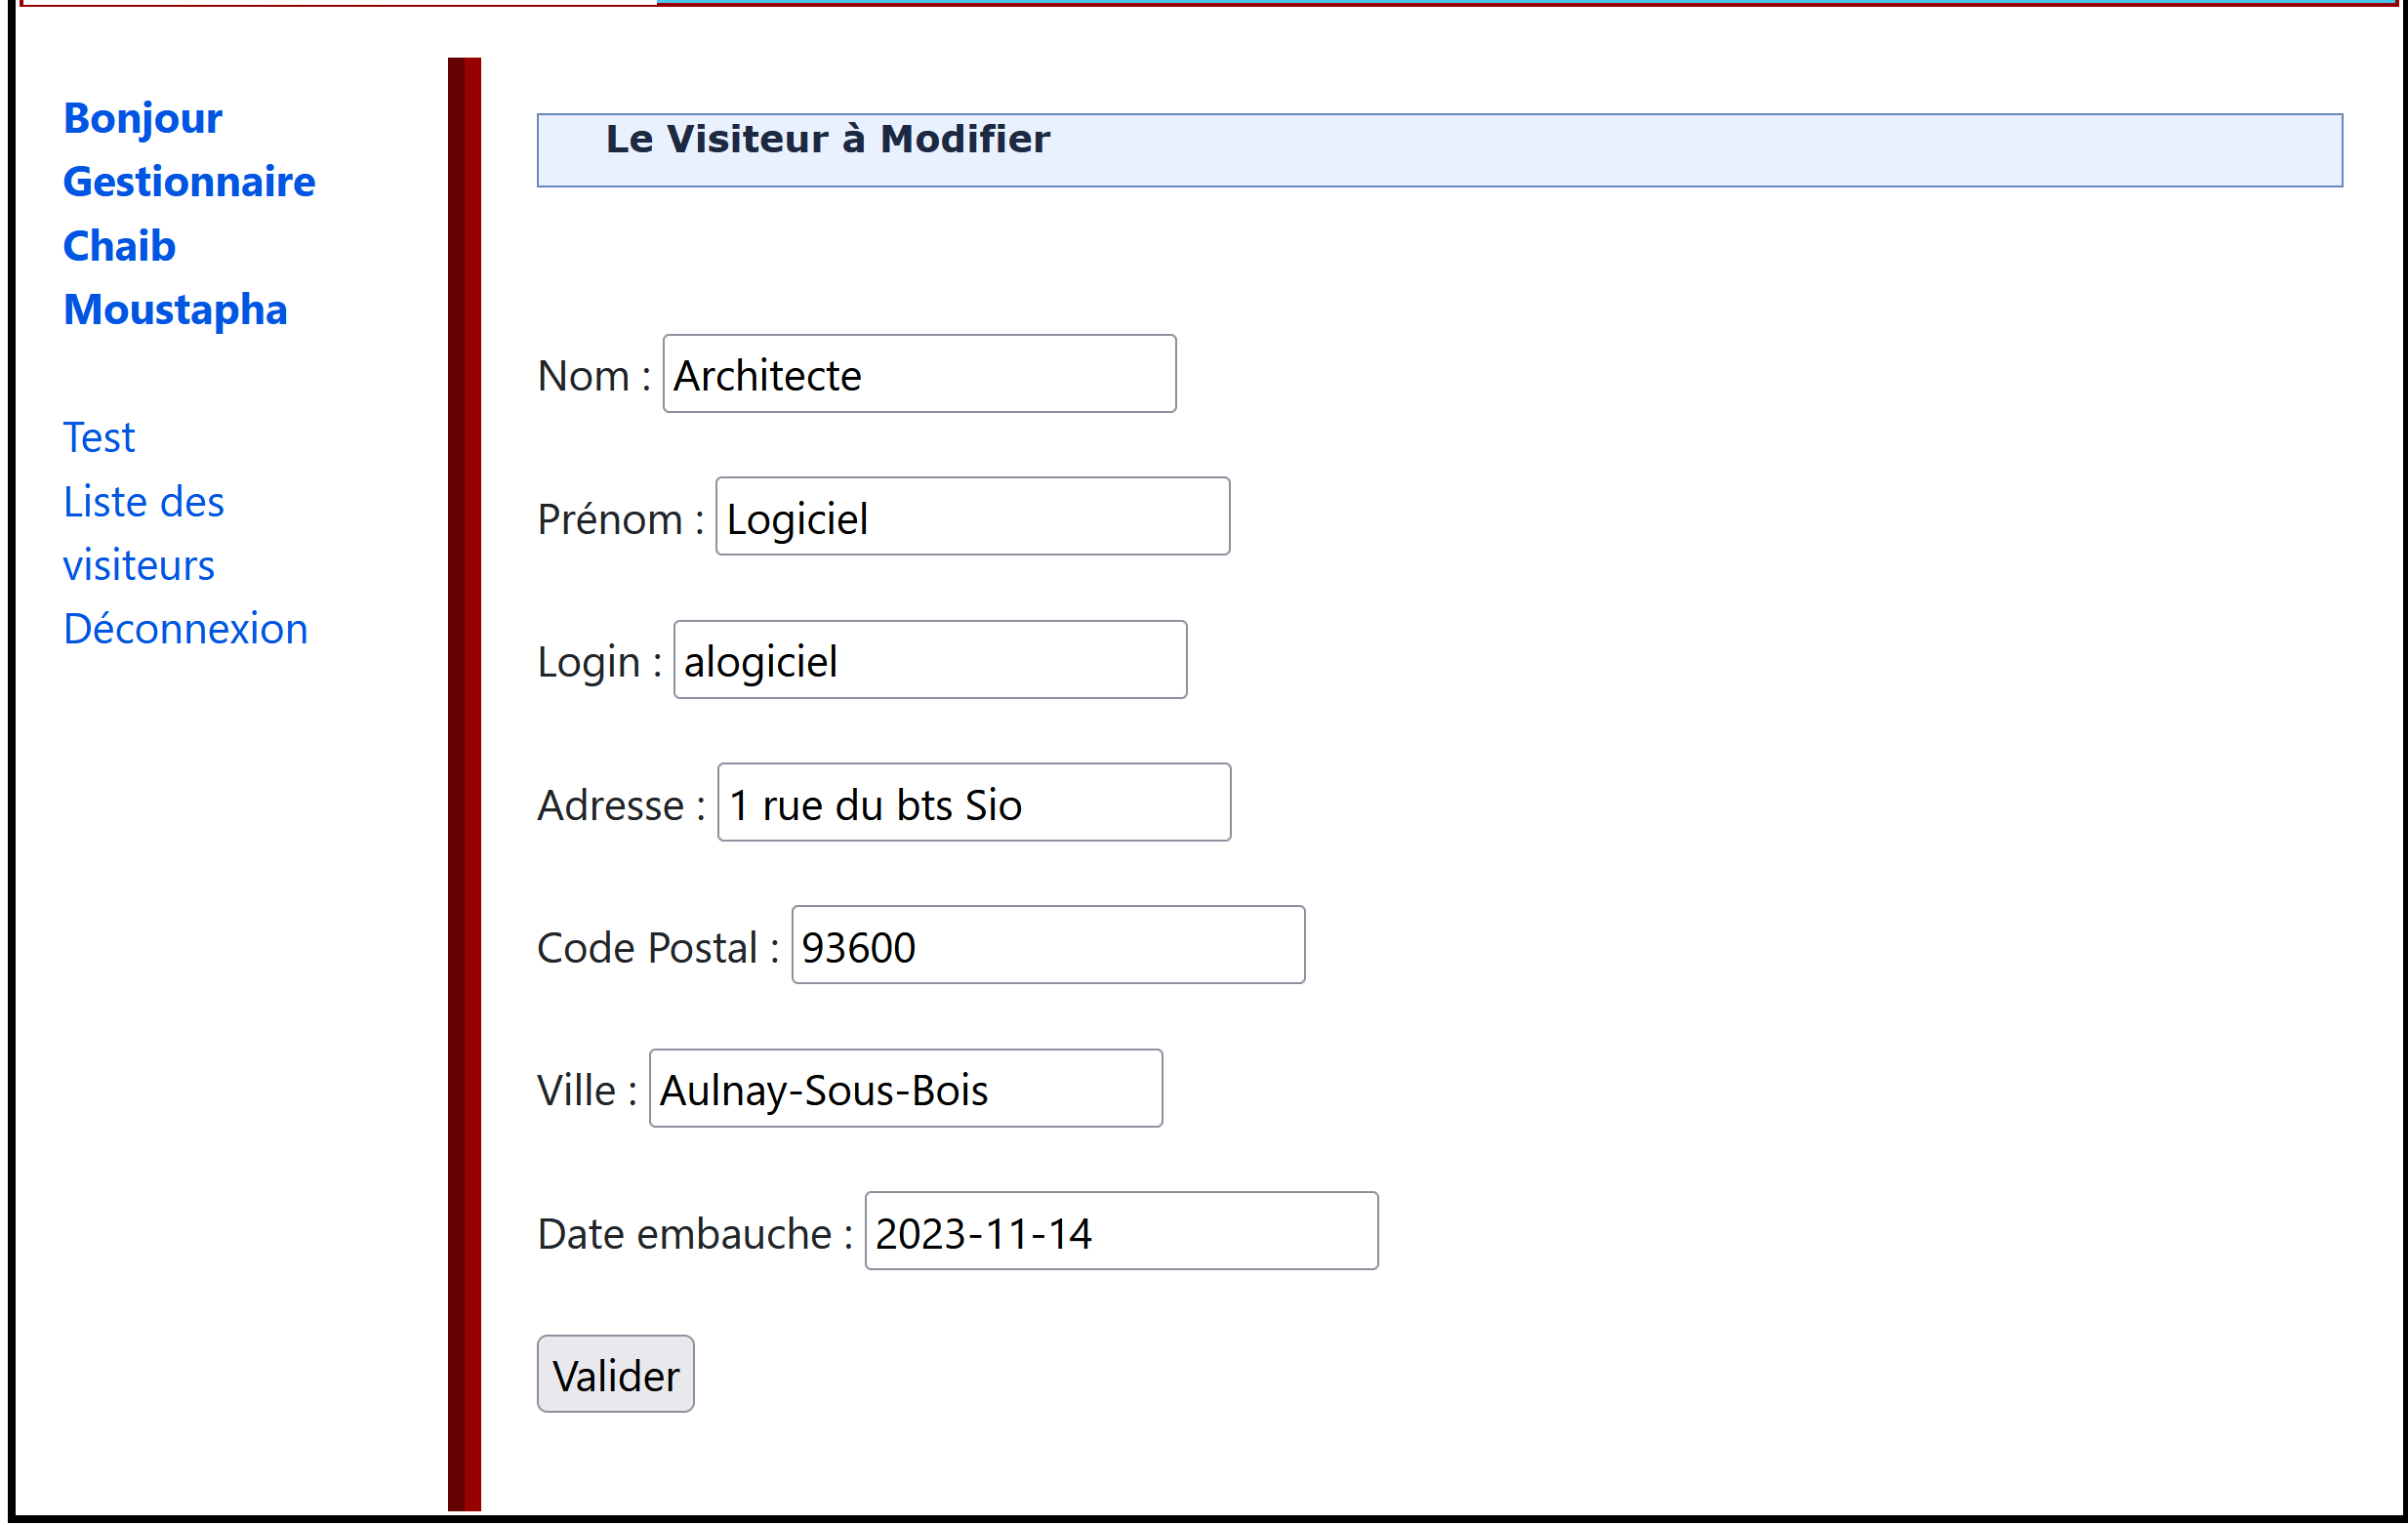 Bonjour
Gestionnaire
Chaib
Moustapha
Test
Liste des
visiteurs
Déconnexion
Le Visiteur à Modifier
Nom : Architecte
Prénom : Logiciel
Login : alogiciel
Adresse : 1 rue du bts Sio
Code Postal : 93600
Ville : Aulnay-Sous-Bois
Date embauche : 2023-11-14
Valider